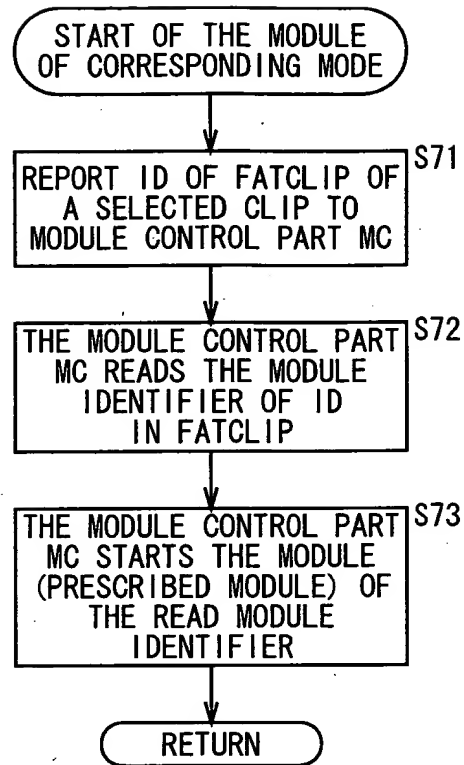 START OF THE MODULE
OF CORRESPONDING MODE
S71
REPORT ID OF FATCLIP OF
A SELECTED CLIP TO
MODULE CONTROL PART MC
S72
THE MODULE CONTROL PART
MC READS THE MODULE
IDENTIFIER OF ID
IN FATCLIP
S73
THE MODULE CONTROL PART
MC STARTS THE MODULE
(PRESCRIBED MODULE) OF
THE READ MODULE
IDENTIFIER
RETURN